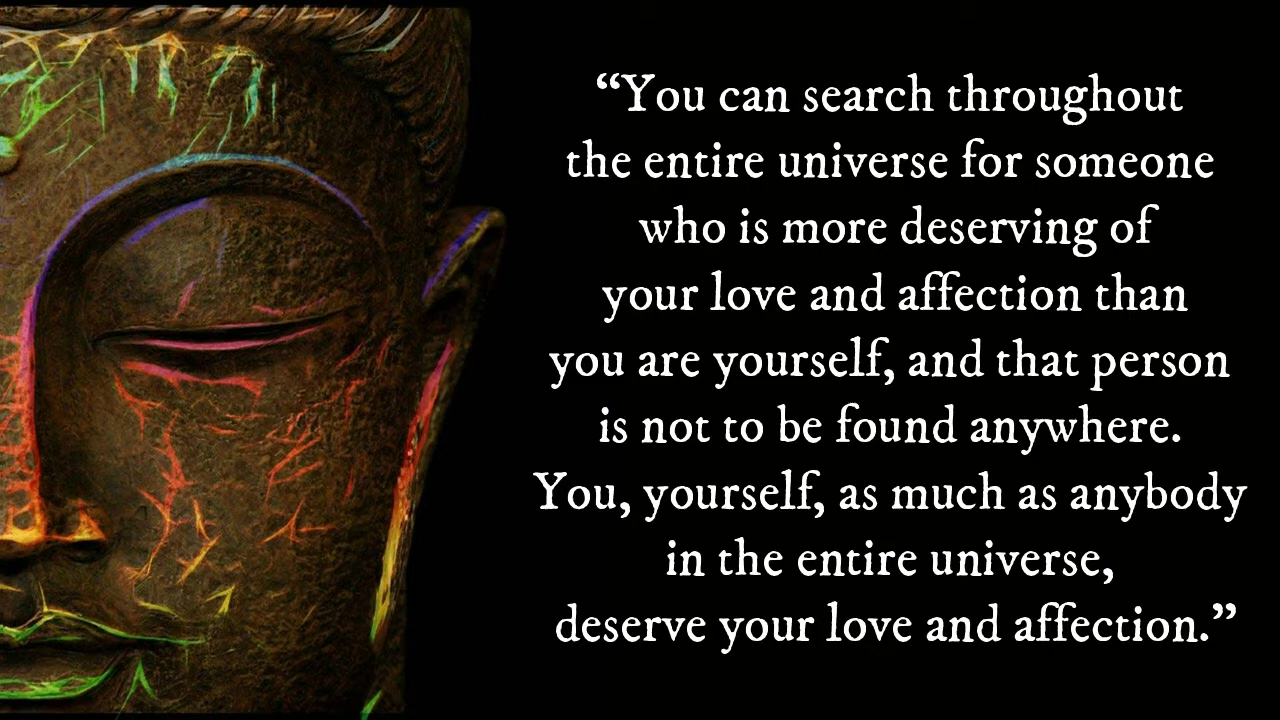 “You can search throughout
the entire universe for someone
who is more deserving of
your love and affection than
you are yourself, and that person
is not to be found anywhere.
You, yourself, as much as anybody
in the entire universe,
deserve your love and affection.”